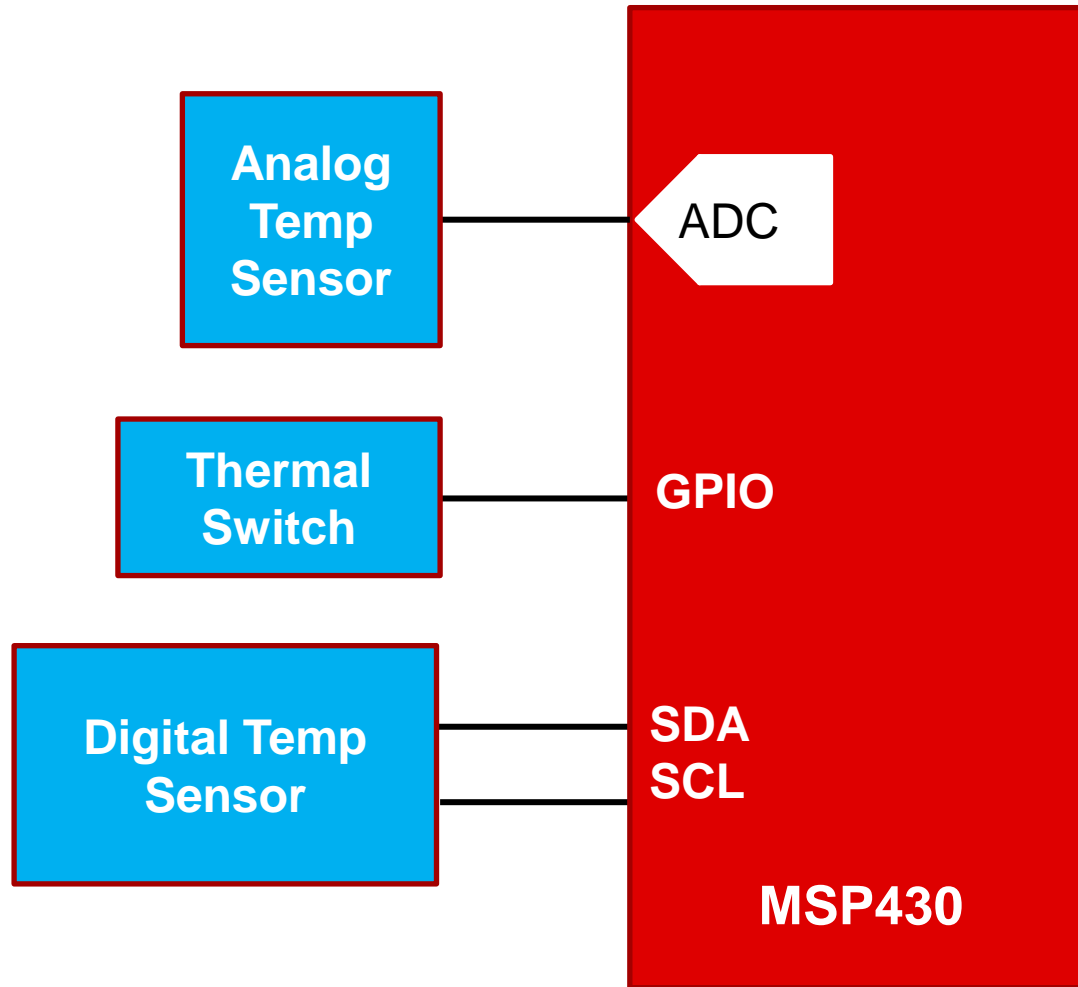 Analog
Temp
Sensor
ADC
Thermal
Switch
GPIO
Digital Temp
Sensor
SDA
SCL
MSP430